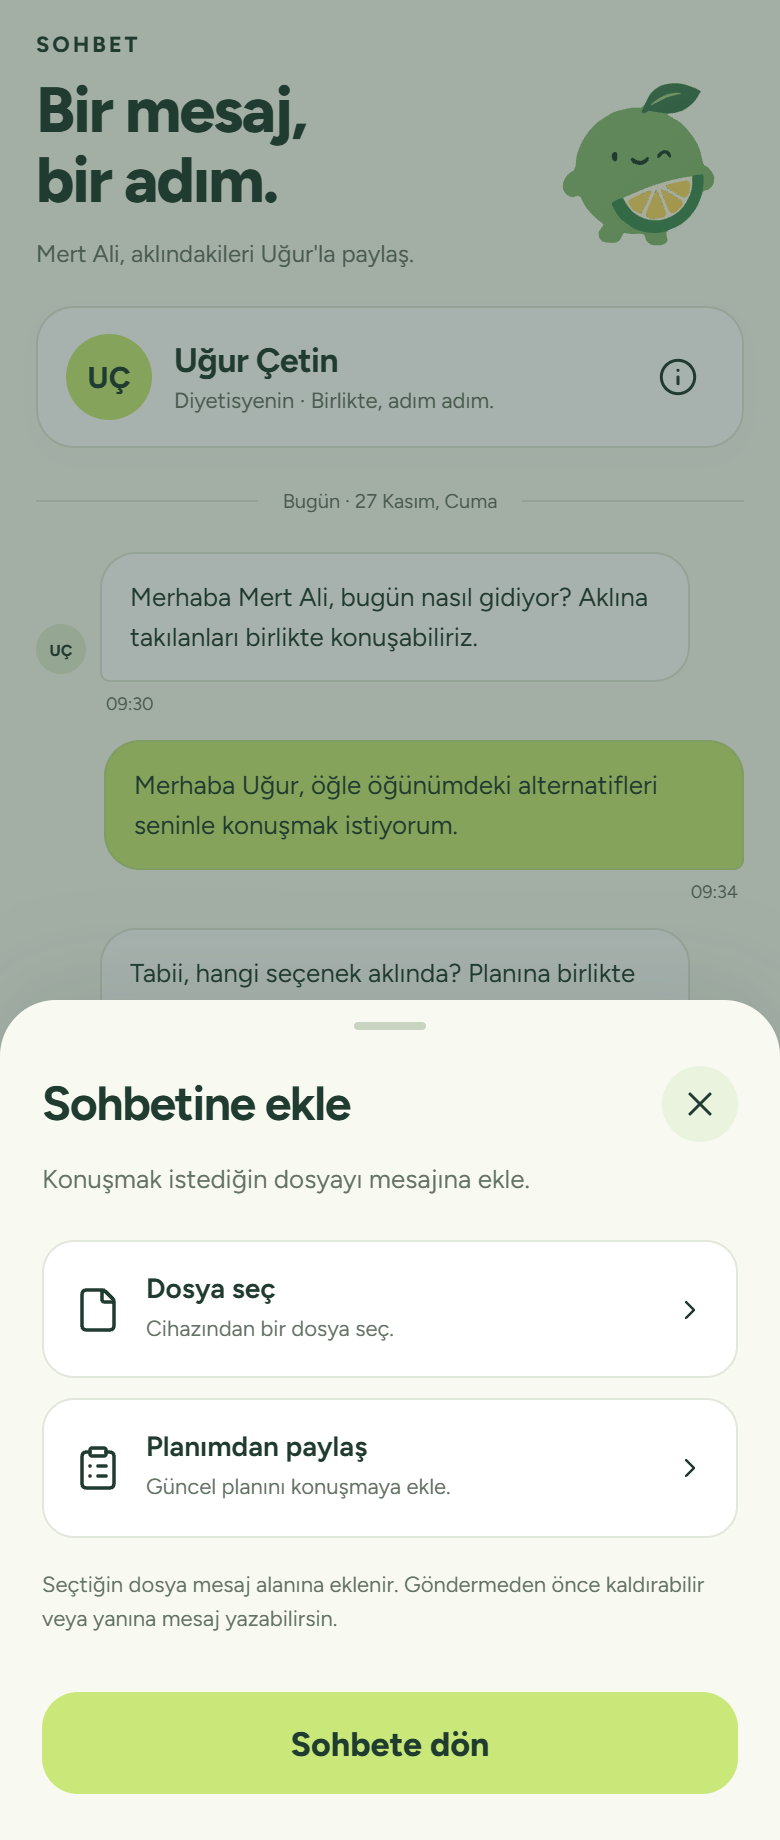 SOHBET
Bir mesaj,
bir adım.
Mert Ali, aklındakileri Uğur'la paylaş.
UÇ
Uğur Çetin
Diyetisyenin · Birlikte, adım adım.
Bugün · 27 Kasım, Cuma
Merhaba Mert Ali, bugün nasıl gidiyor? Aklına
takılanları birlikte konuşabiliriz.
UÇ
09:30
Merhaba Uğur, öğle öğünümdeki alternatifleri
seninle konuşmak istiyorum.
09:34
Tabii, hangi seçenek aklında? Planına birlikte
Sohbetine ekle
Konuşmak istediğin dosyayı mesajına ekle.
Dosya seç
Cihazından bir dosya seç.
Planımdan paylaş
Güncel planını konuşmaya ekle.
Seçtiğin dosya mesaj alanına eklenir. Göndermeden önce kaldırabilir
veya yanına mesaj yazabilirsin.
Sohbete dön